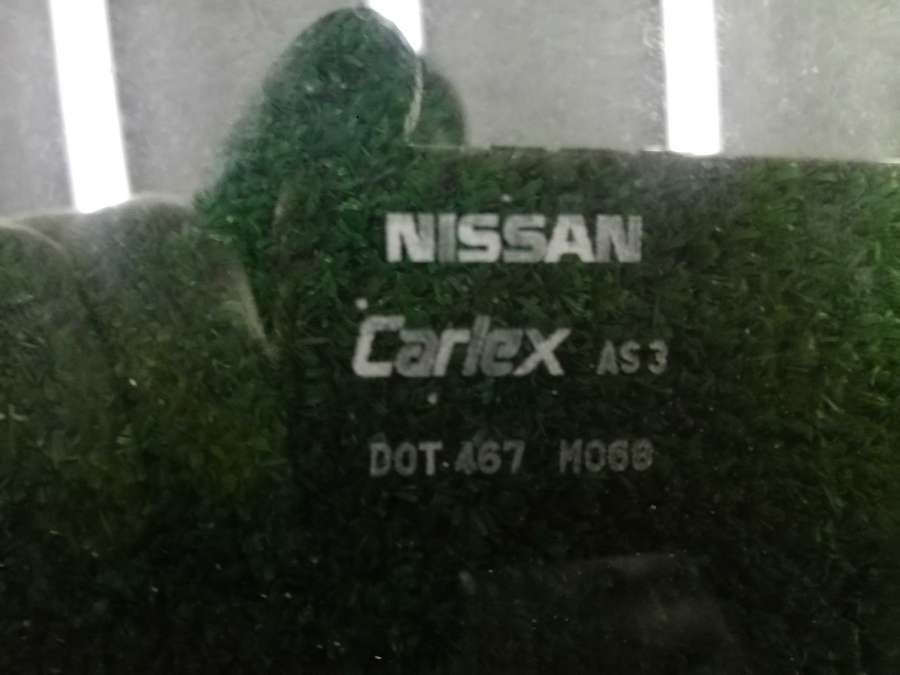 NISSAN
Carlex AS3
DOT·467 M068